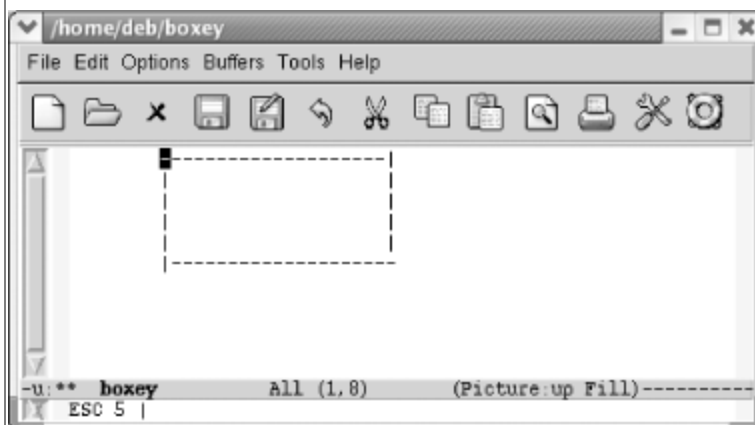 /home/deb/boxey
File Edit Options Buffers Tools Help
-u:** boxey All (1,8) (Picture:up Fill)----------
ESC 5 |